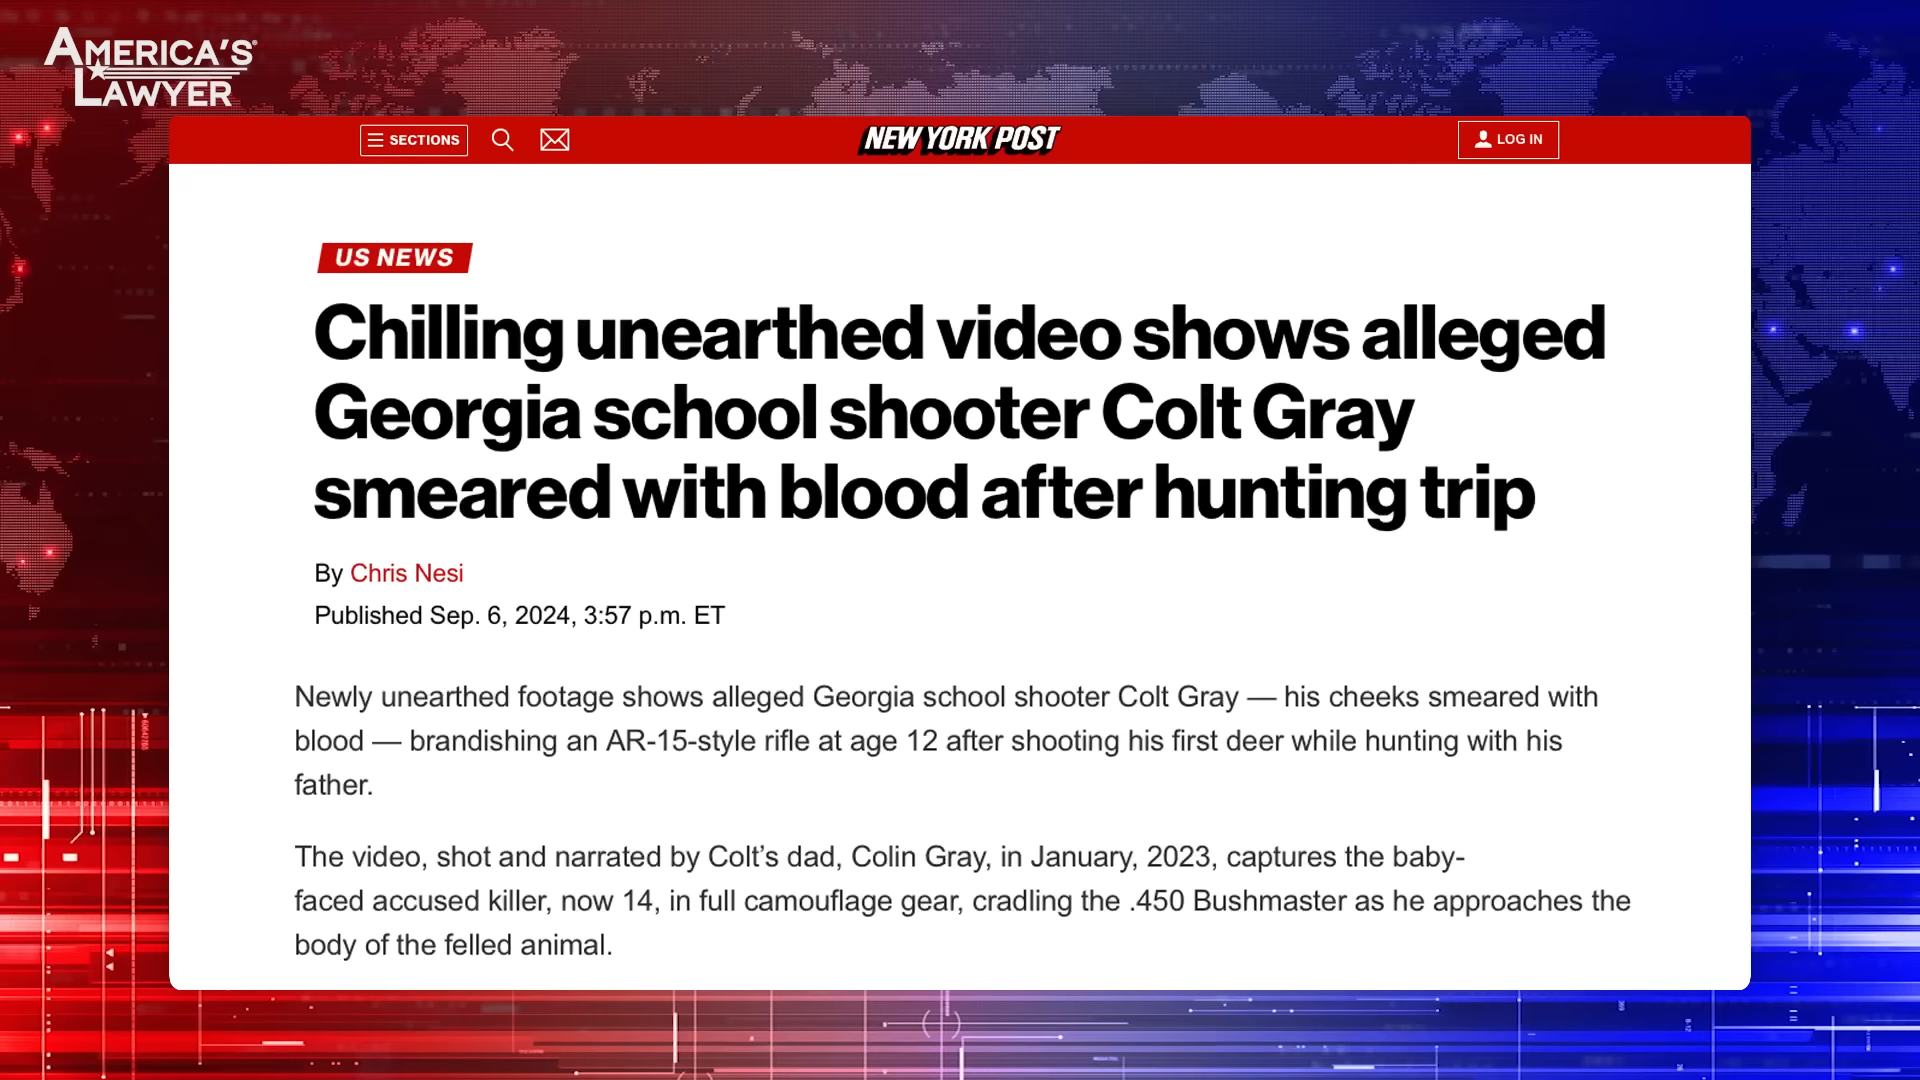 AMERICA'S
LAWYER
SECTIONS
NEW YORK POST
LOG IN
US NEWS
Chilling unearthed video shows alleged
Georgia school shooter Colt Gray
smeared with blood after hunting trip
By Chris Nesi
Published Sep. 6, 2024, 3:57 p.m. ET
Newly unearthed footage shows alleged Georgia school shooter Colt Gray — his cheeks smeared with
blood — brandishing an AR-15-style rifle at age 12 after shooting his first deer while hunting with his
father.
The video, shot and narrated by Colt’s dad, Colin Gray, in January, 2023, captures the baby-
faced accused killer, now 14, in full camouflage gear, cradling the .450 Bushmaster as he approaches the
body of the felled animal.